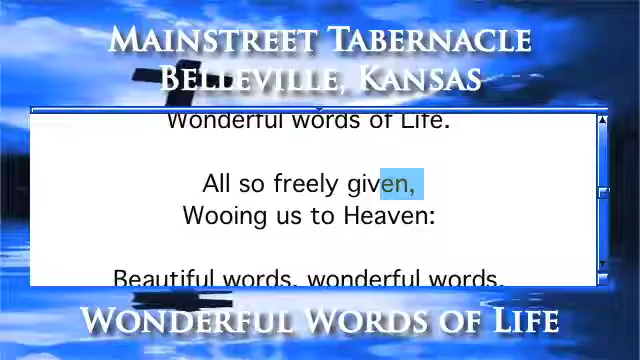 MAINSTREET TABERNACLE
BELLEVILLE, KANSAS
Wonderful words of Life.
All so freely given,
Wooing us to Heaven:
Beautiful words, wonderful words,
WONDERFUL WORDS OF LIFE